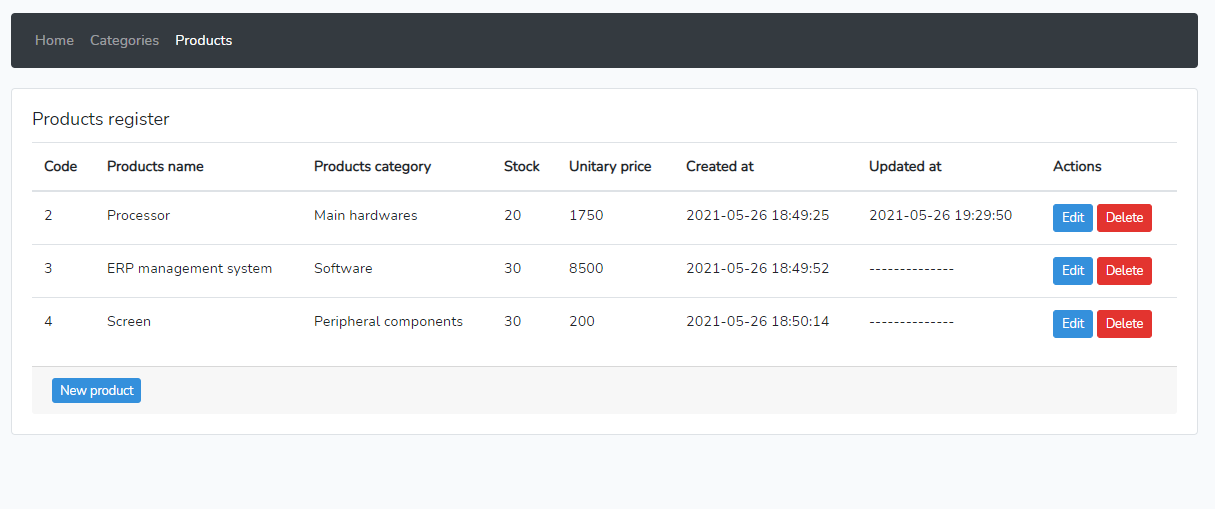 Home Categories Products
Products register
Code Products name Products category Stock Unitary price Created at Updated at Actions
2 Processor Main hardwares 20 1750 2021-05-26 18:49:25 2021-05-26 19:29:50 Edit Delete
3 ERP management system Software 30 8500 2021-05-26 18:49:52 -------------- Edit Delete
4 Screen Peripheral components 30 200 2021-05-26 18:50:14 -------------- Edit Delete
New product